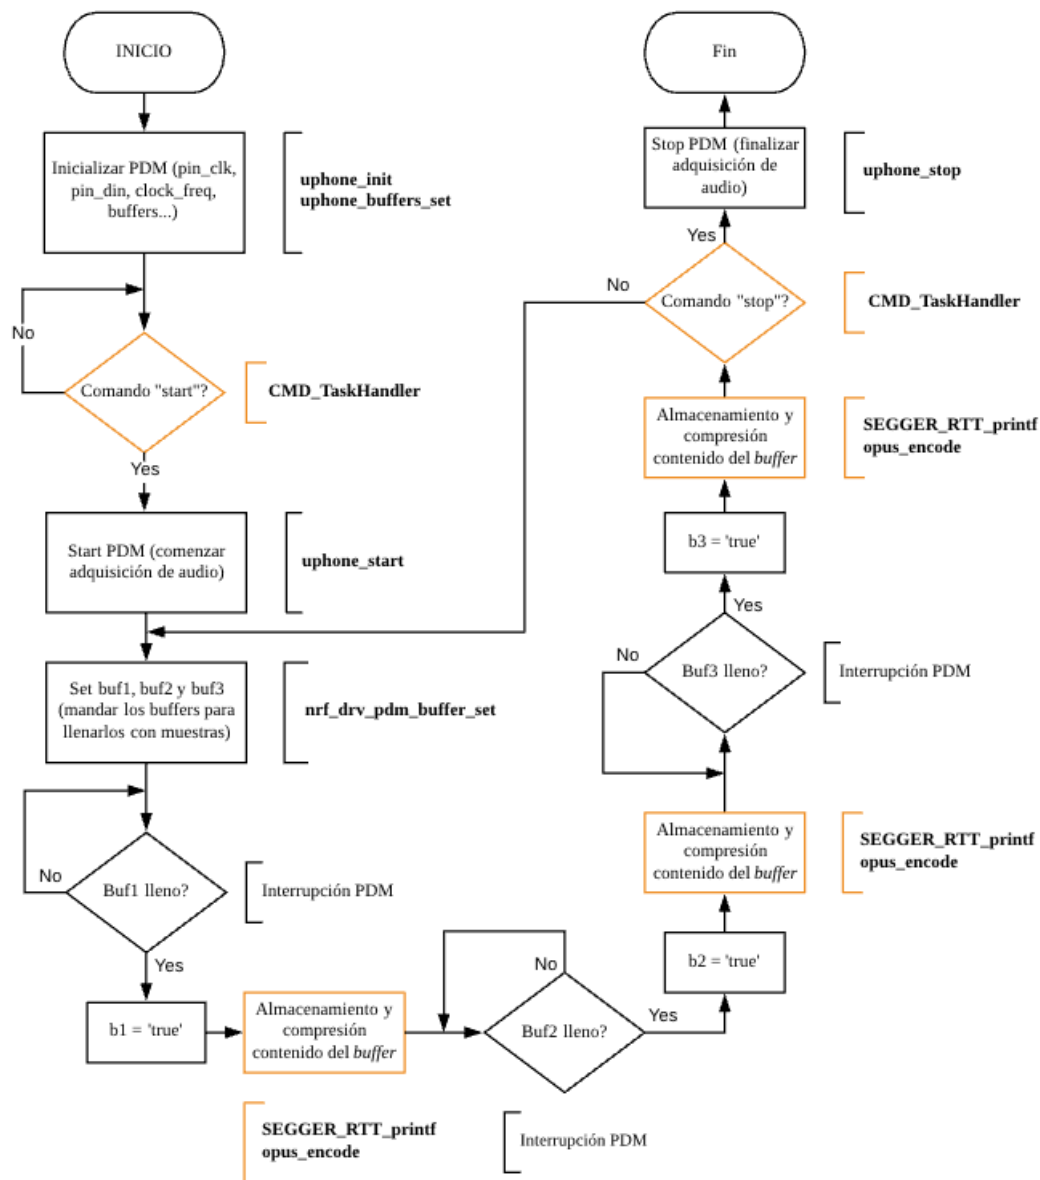 INICIO
Inicializar PDM (pin_clk,
pin_din, clock_freq,
buffers...)
uphone_init
uphone_buffers_set
No
Comando "start"?
CMD_TaskHandler
Yes
Start PDM (comenzar
adquisición de audio)
uphone_start
Set buf1, buf2 y buf3
(mandar los buffers para
llenarlos con muestras)
nrf_drv_pdm_buffer_set
No
Buf1 lleno?
Interrupción PDM
Yes
b1 = 'true'
Almacenamiento y
compresión
contenido del buffer
SEGGER_RTT_printf
opus_encode
No
Buf2 lleno?
Interrupción PDM
Yes
b2 = 'true'
Almacenamiento y
compresión
contenido del buffer
SEGGER_RTT_printf
opus_encode
No
Buf3 lleno?
Interrupción PDM
Yes
b3 = 'true'
Almacenamiento y
compresión
contenido del buffer
SEGGER_RTT_printf
opus_encode
No
Comando "stop"?
CMD_TaskHandler
Yes
Stop PDM (finalizar
adquisición de
audio)
uphone_stop
Fin